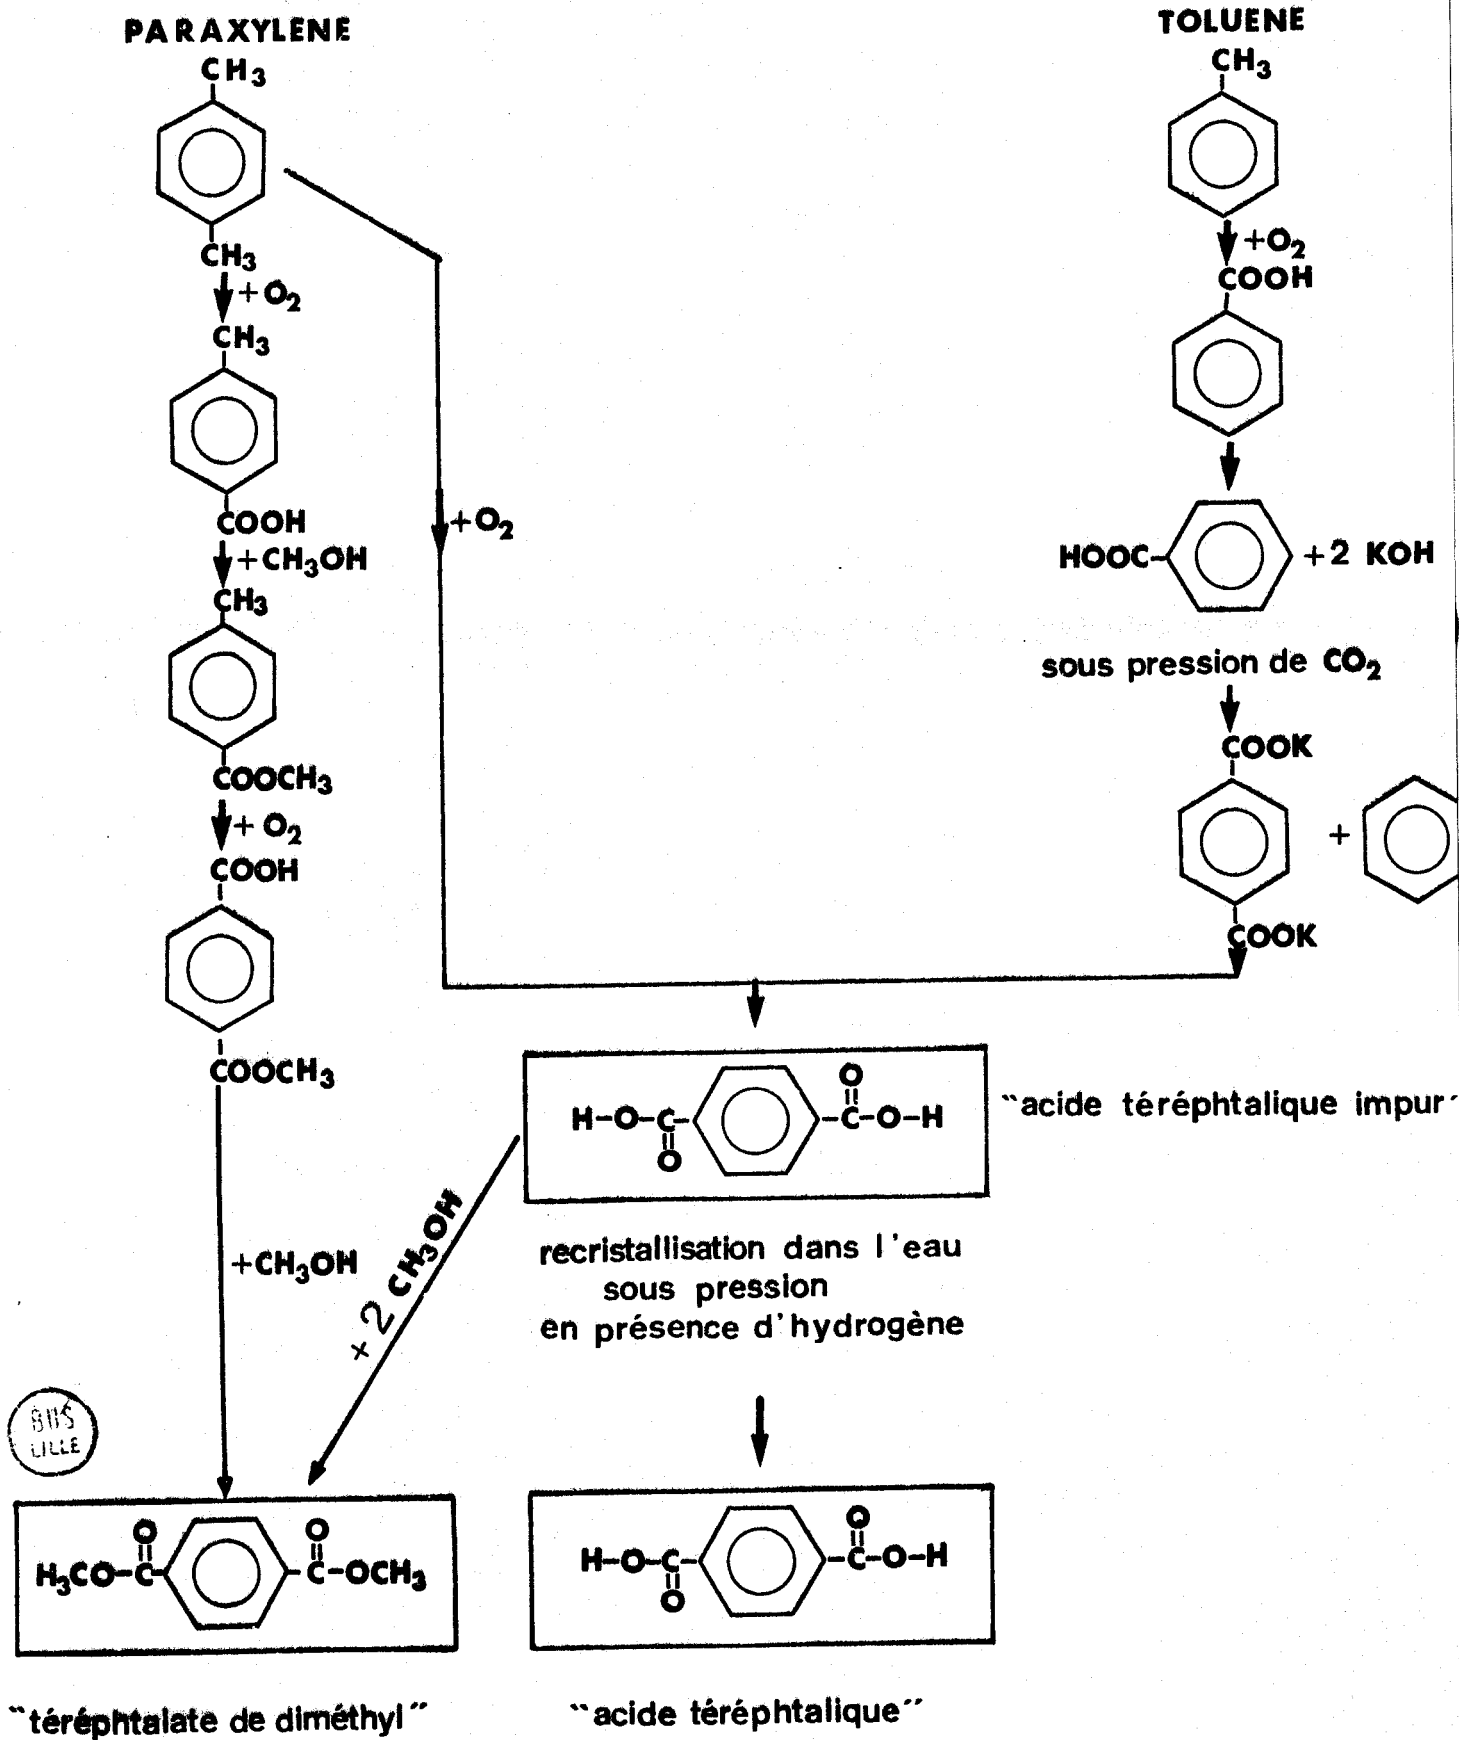 PARAXYLENE
CH3
CH3
+ O2
CH3
COOH
+CH3OH
CH3
COOCH3
+ O2
COOH
COOCH3
+CH3OH
+O2
TOLUENE
CH3
+O2
COOH
HOOC
+2 KOH
sous pression de CO2
COOK
+
COOK
H-O-C
O
O
C-O-H
"acide téréphtalique impur
+ 2 CH3OH
recristallisation dans l'eau
sous pression
en présence d'hydrogène
BUS
LILLE
O
H3CO-C
O
C-OCH3
H-O-C
O
O
C-O-H
"téréphtalate de diméthyl"
"acide téréphtalique"